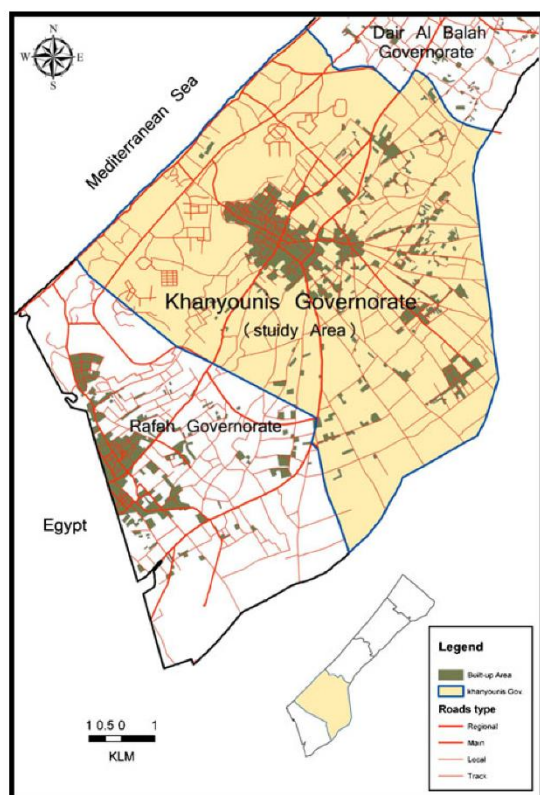 N
W E
S
Dair Al Balah
Governorate
Mediterranean Sea
Khanyounis Governorate
( stuidy Area )
Rafah Governorate
Egypt
1 0.5 0 1
KLM
Legend
Built-up Area
khanyounis Gov
Roads type
Regional
Main
Local
Track